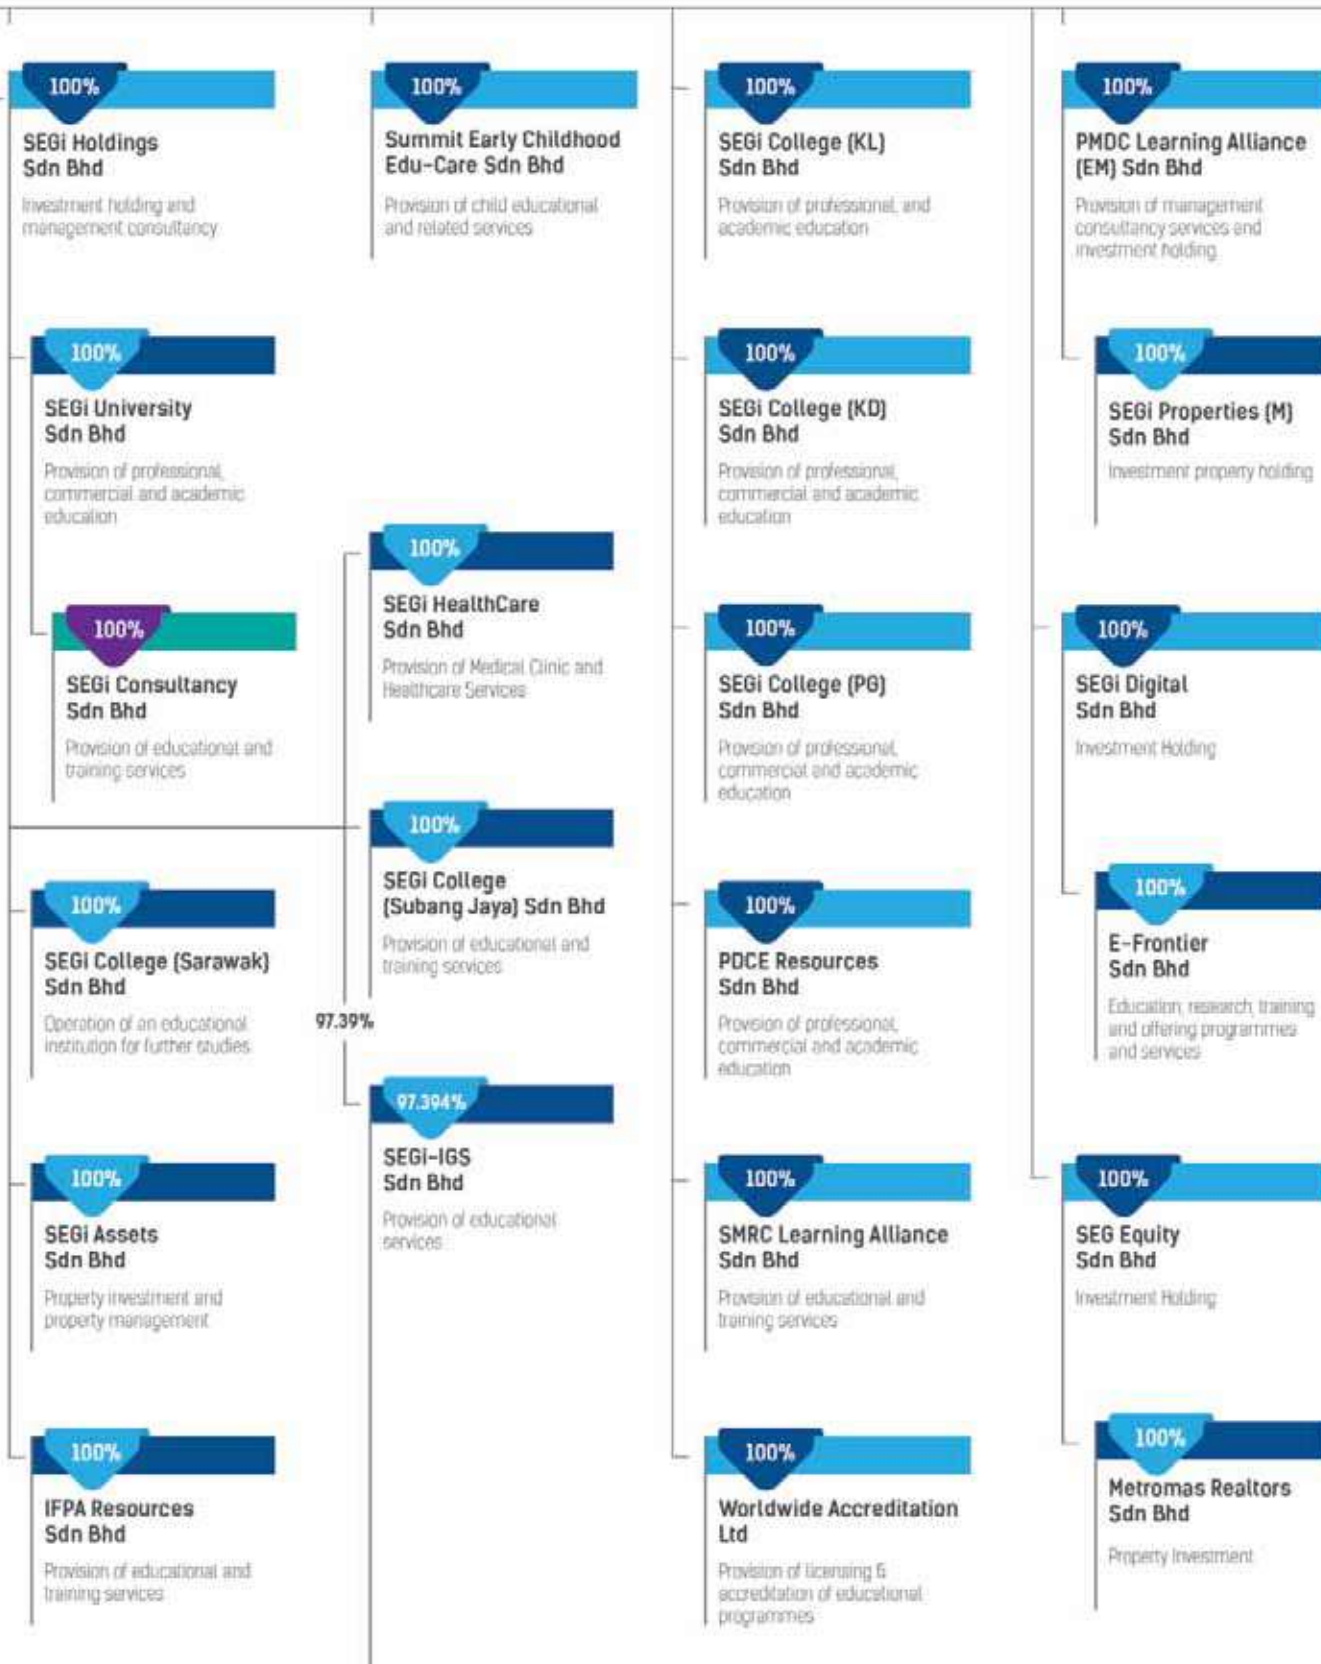 100%
SEGi Holdings
Sdn Bhd
Investment holding and
management consultancy
100%
SEGi University
Sdn Bhd
Provision of professional,
commercial and academic
education
100%
SEGi Consultancy
Sdn Bhd
Provision of educational and
training services
100%
SEGi College (Sarawak)
Sdn Bhd
Operation of an educational
institution for further studies
100%
SEGi Assets
Sdn Bhd
Property investment and
property management
100%
IFPA Resources
Sdn Bhd
Provision of educational and
training services
100%
Summit Early Childhood
Edu-Care Sdn Bhd
Provision of child educational
and related services
100%
SEGi HealthCare
Sdn Bhd
Provision of Medical Clinic and
Healthcare Services
100%
SEGi College
(Subang Jaya) Sdn Bhd
Provision of educational and
training services
97.39%
97.394%
SEGi-IGS
Sdn Bhd
Provision of educational
services
100%
SEGi College (KL)
Sdn Bhd
Provision of professional, and
academic education
100%
SEGi College (KD)
Sdn Bhd
Provision of professional,
commercial and academic
education
100%
SEGi College (PG)
Sdn Bhd
Provision of professional,
commercial and academic
education
100%
PDCE Resources
Sdn Bhd
Provision of professional,
commercial and academic
education
100%
SMRC Learning Alliance
Sdn Bhd
Provision of educational and
training services
100%
Worldwide Accreditation
Ltd
Provision of licensing &
accreditation of educational
programmes
100%
PMDC Learning Alliance
(EM) Sdn Bhd
Provision of management
consultancy services and
investment holding
100%
SEGi Properties (M)
Sdn Bhd
Investment property holding
100%
SEGi Digital
Sdn Bhd
Investment Holding
100%
E-Frontier
Sdn Bhd
Education, research, training
and offering programmes
and services
100%
SEG Equity
Sdn Bhd
Investment Holding
100%
Metromas Realtors
Sdn Bhd
Property Investment